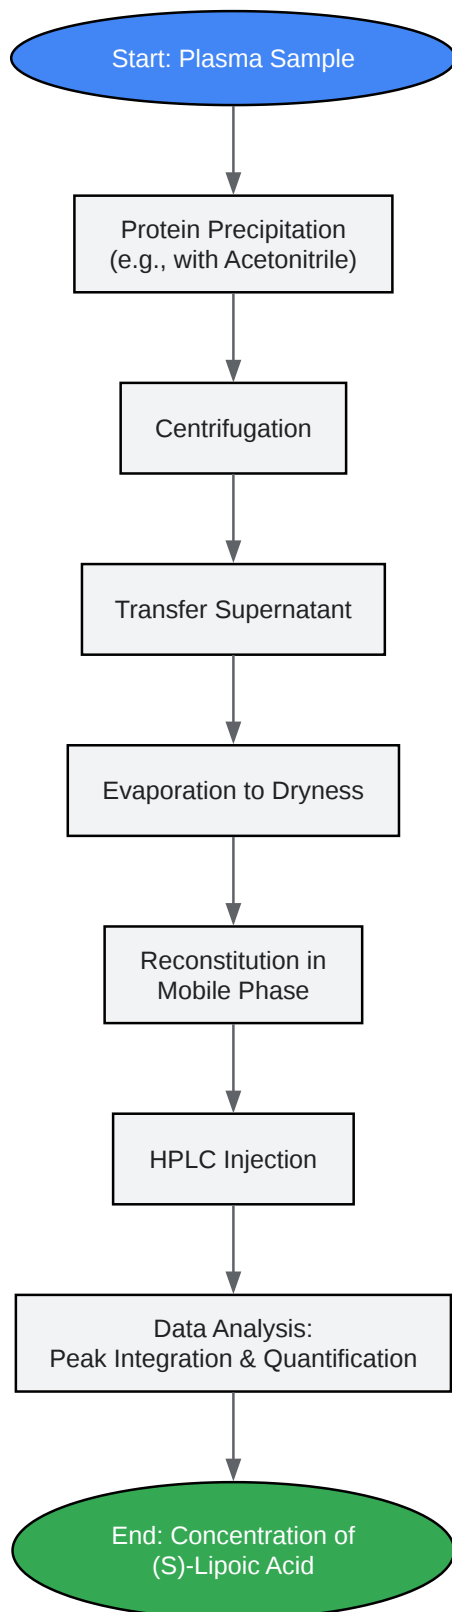 Start: Plasma Sample
Protein Precipitation
(e.g., with Acetonitrile)
Centrifugation
Transfer Supernatant
Evaporation to Dryness
Reconstitution in
Mobile Phase
HPLC Injection
Data Analysis:
Peak Integration & Quantification
End: Concentration of
(S)-Lipoic Acid